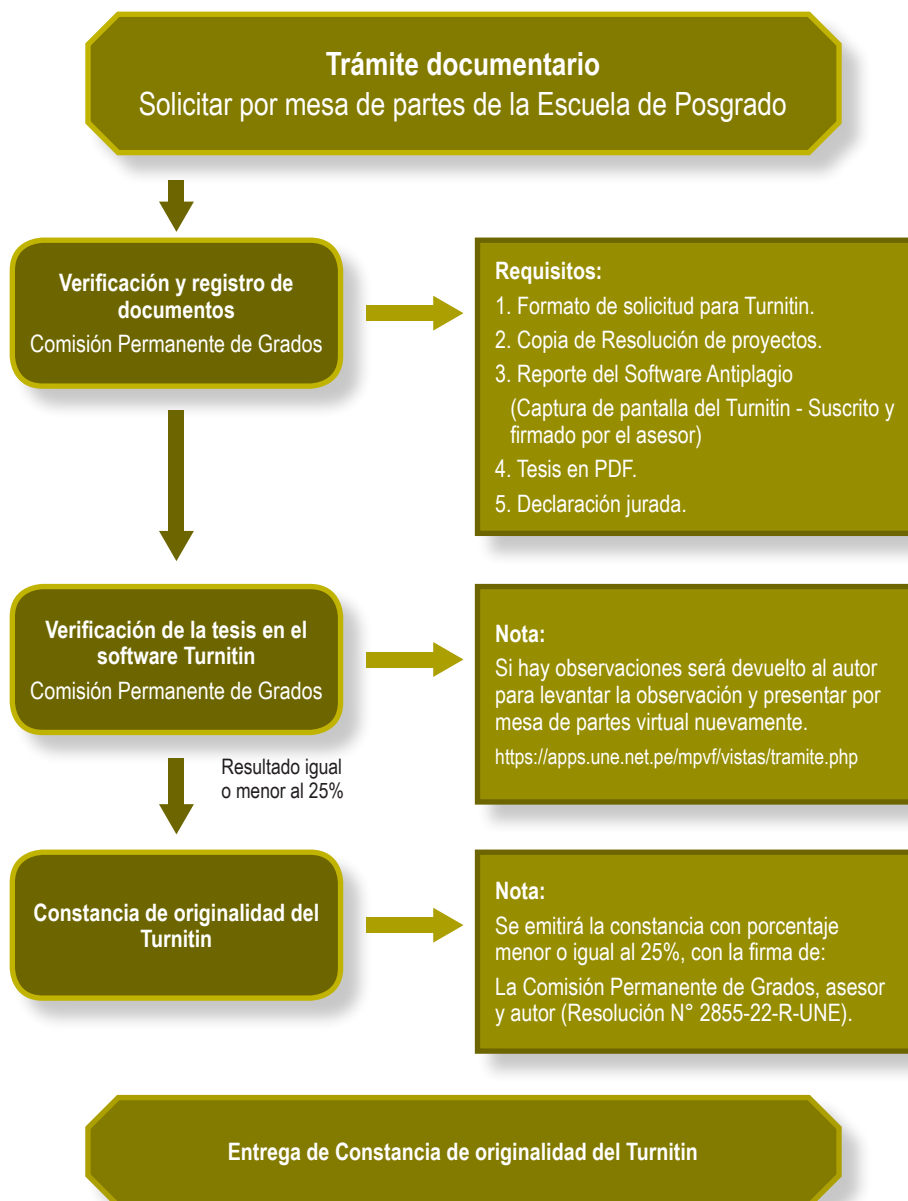 Trámite documentario
Solicitar por mesa de partes de la Escuela de Posgrado
Verificación y registro de
documentos
Comisión Permanente de Grados
Requisitos:
1. Formato de solicitud para Turnitin.
2. Copia de Resolución de proyectos.
3. Reporte del Software Antiplagio
(Captura de pantalla del Turnitin - Suscrito y
firmado por el asesor)
4. Tesis en PDF.
5. Declaración jurada.
Verificación de la tesis en el
software Turnitin
Comisión Permanente de Grados
Nota:
Si hay observaciones será devuelto al autor
para levantar la observación y presentar por
mesa de partes virtual nuevamente.
https://apps.une.net.pe/mpvf/vistas/tramite.php
Resultado igual
o menor al 25%
Constancia de originalidad del
Turnitin
Nota:
Se emitirá la constancia con porcentaje
menor o igual al 25%, con la firma de:
La Comisión Permanente de Grados, asesor
y autor (Resolución N° 2855-22-R-UNE).
Entrega de Constancia de originalidad del Turnitin